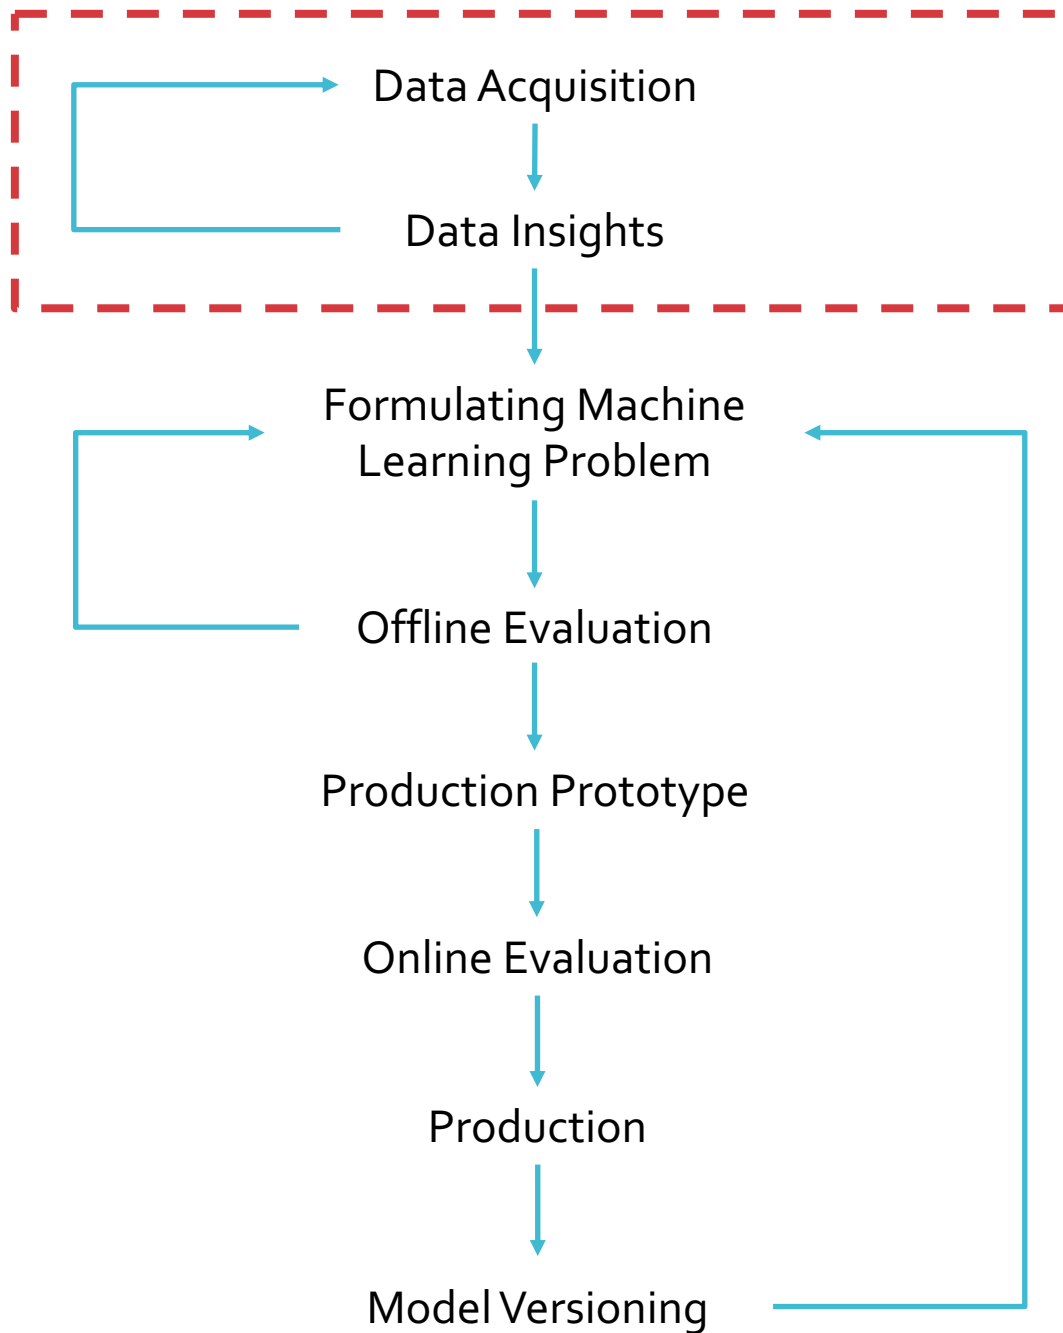 Data Acquisition
Data Insights
Formulating Machine
Learning Problem
Offline Evaluation
Production Prototype
Online Evaluation
Production
Model Versioning